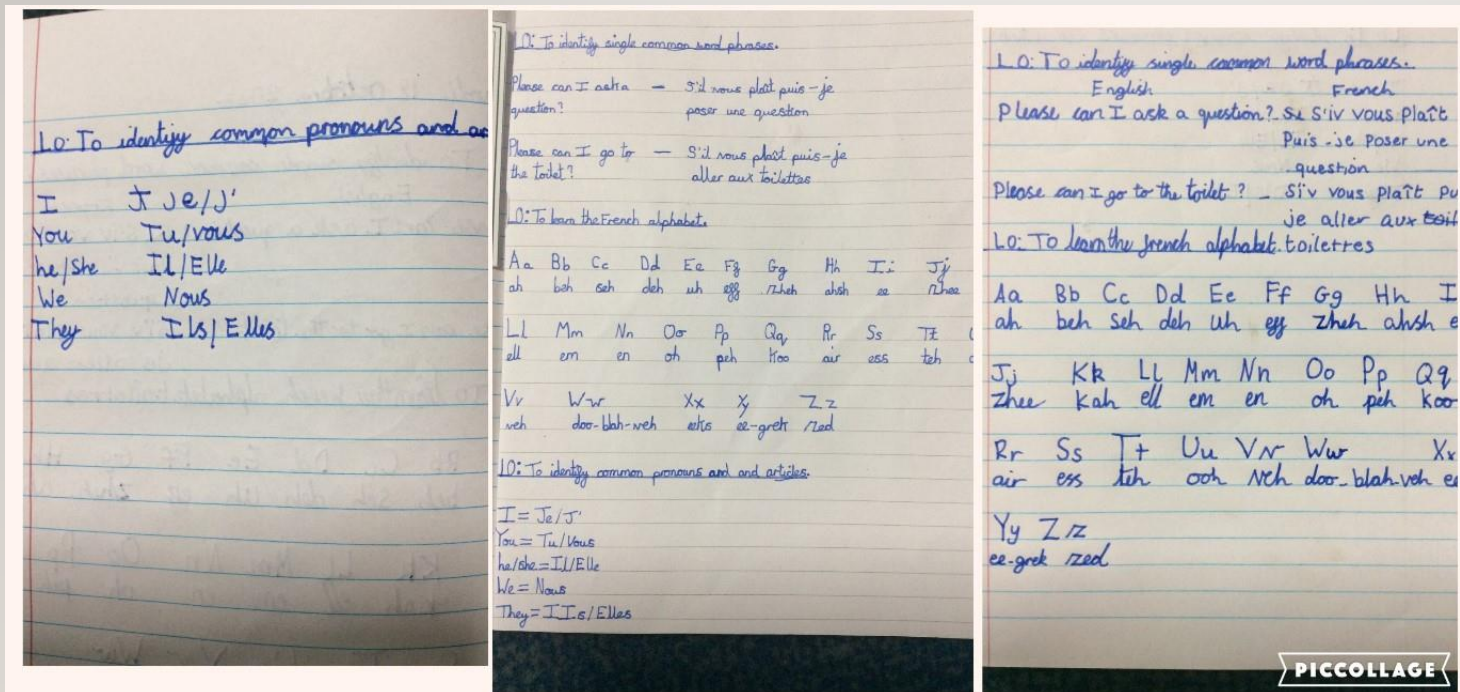 LO: To identify common pronouns and ar
I Je/J'
You Tu/vous
he/She Il/Elle
We Nous
They Ils/Elles
LO: To identify single common word phrases.
Please can I aska — S'il vous plaît puis-je
question? poser une question
Please can I go to — S'il vous plaît puis-je
the toilet? aller aux toilettes
LO: To learn the French alphabet.
Aa Bb Cc Dd Ee Ff Gg Hh Ii Jj
ah beh seh deh uh eff zheh ahsh ee zhee
Ll Mm Nn Oo Pp Qq Rr Ss Tt
ell em en oh peh koo air ess teh
Vv Ww Xx Yy Zz
veh doo-blah-veh eeks ee-grek zed
LO: To identify common pronouns and and articles.
I = Je/J'
You = Tu/Vous
he/she = Il/Elle
We = Nous
They = IIs/Elles
LO: To identify single common word phrases.
English French
Please can I ask a question? Se S'iv vous Plaît
Puis-je Poser une
question
Please can I go to the toilet? - S'iv vous Plaît pu
je aller aux toil
LO: To learn the french alphabet. toilettes
Aa Bb Cc Dd Ee Ff Gg Hh I
ah beh seh deh uh eff zheh ahsh e
Jj Kk Ll Mm Nn Oo Pp Qq
zhee kah ell em en oh peh koo
Rr Ss Tt Uu Vv Ww Xx
air ess teh ooh veh doo-blah-veh ee
Yy Zz
ee-grek zed
PICCOLLAGE